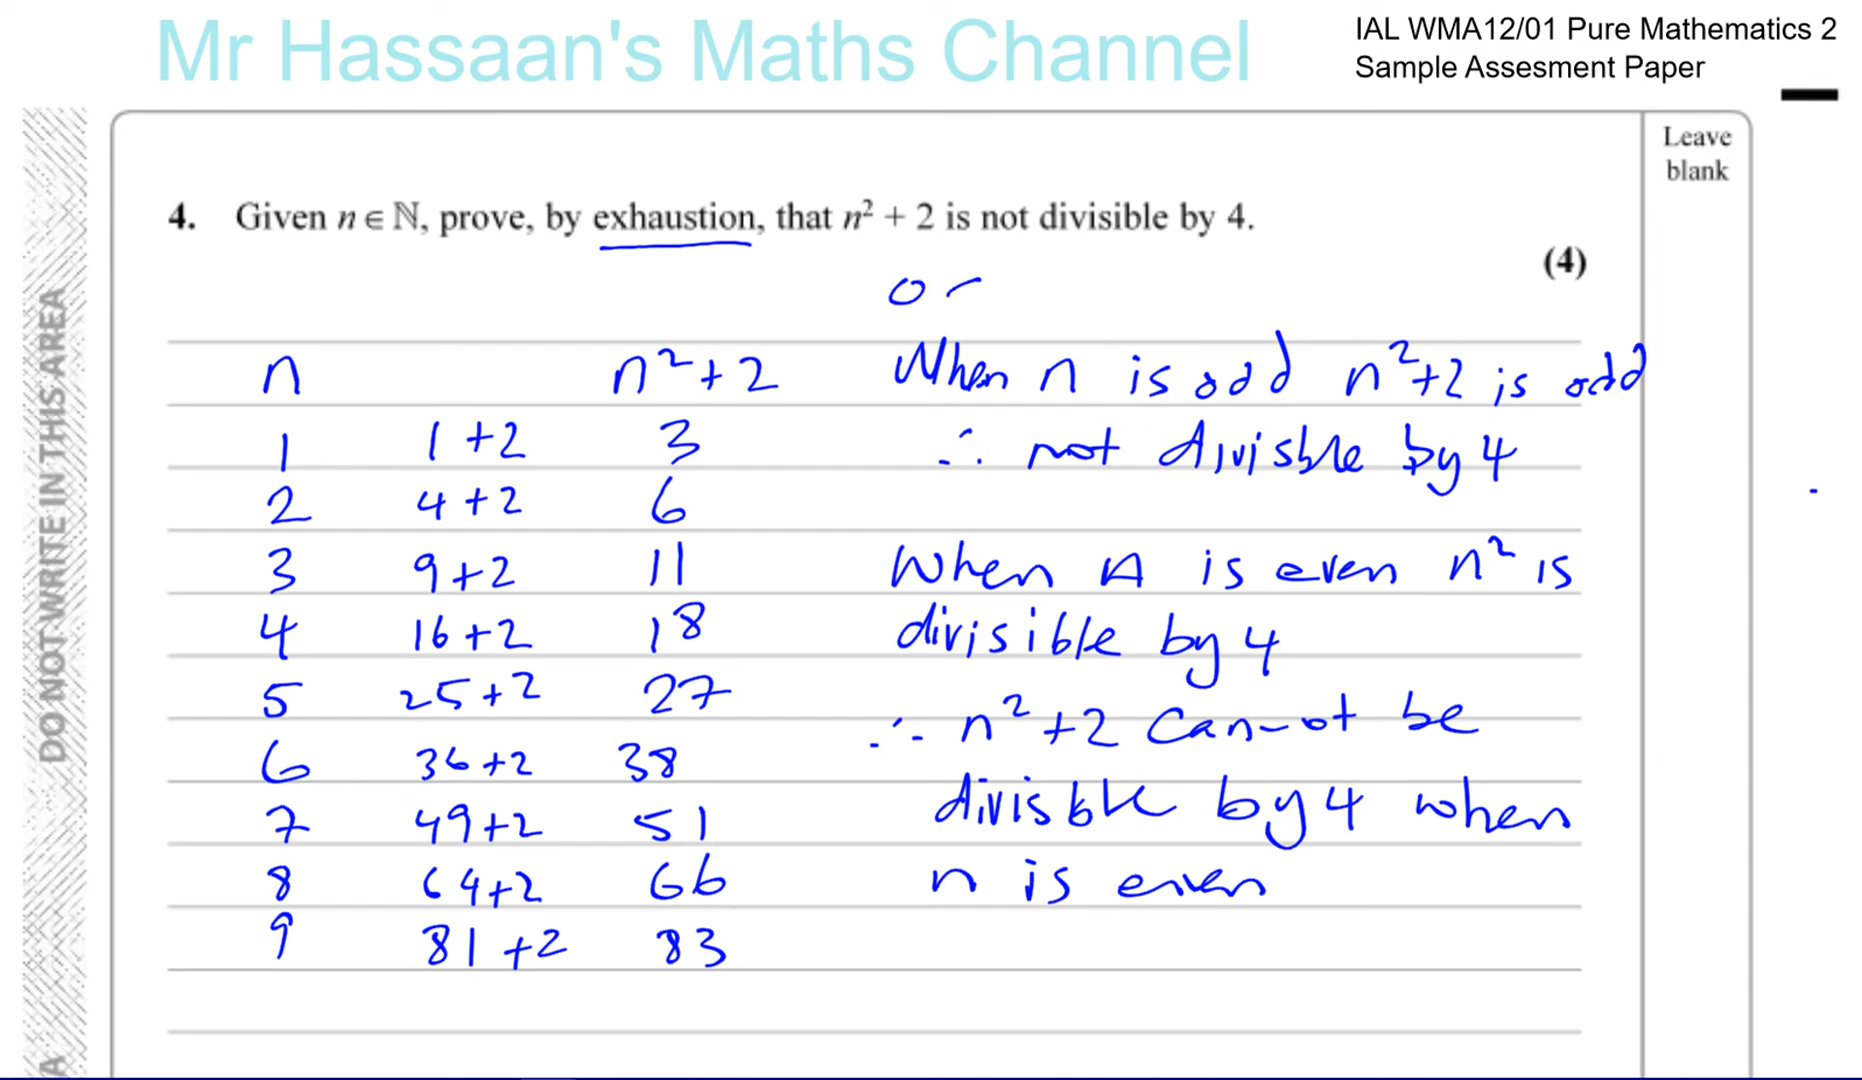 Mr Hassaan's Maths Channel
IAL WMA12/01 Pure Mathematics 2
Sample Assesment Paper
Leave
blank
4. Given n ∈ ℕ, prove, by exhaustion, that n² + 2 is not divisible by 4.
(4)
or
n n²+2
1 1+2 3
2 4+2 6
3 9+2 11
4 16+2 18
5 25+2 27
6 36+2 38
7 49+2 51
8 64+2 66
9 81+2 83
When n is odd n²+2 is odd
∴ not divisble by 4
when n is even n² is
divisible by 4
∴ n²+2 cannot be
divisble by 4 when
n is even
DO NOT WRITE IN THIS AREA
A